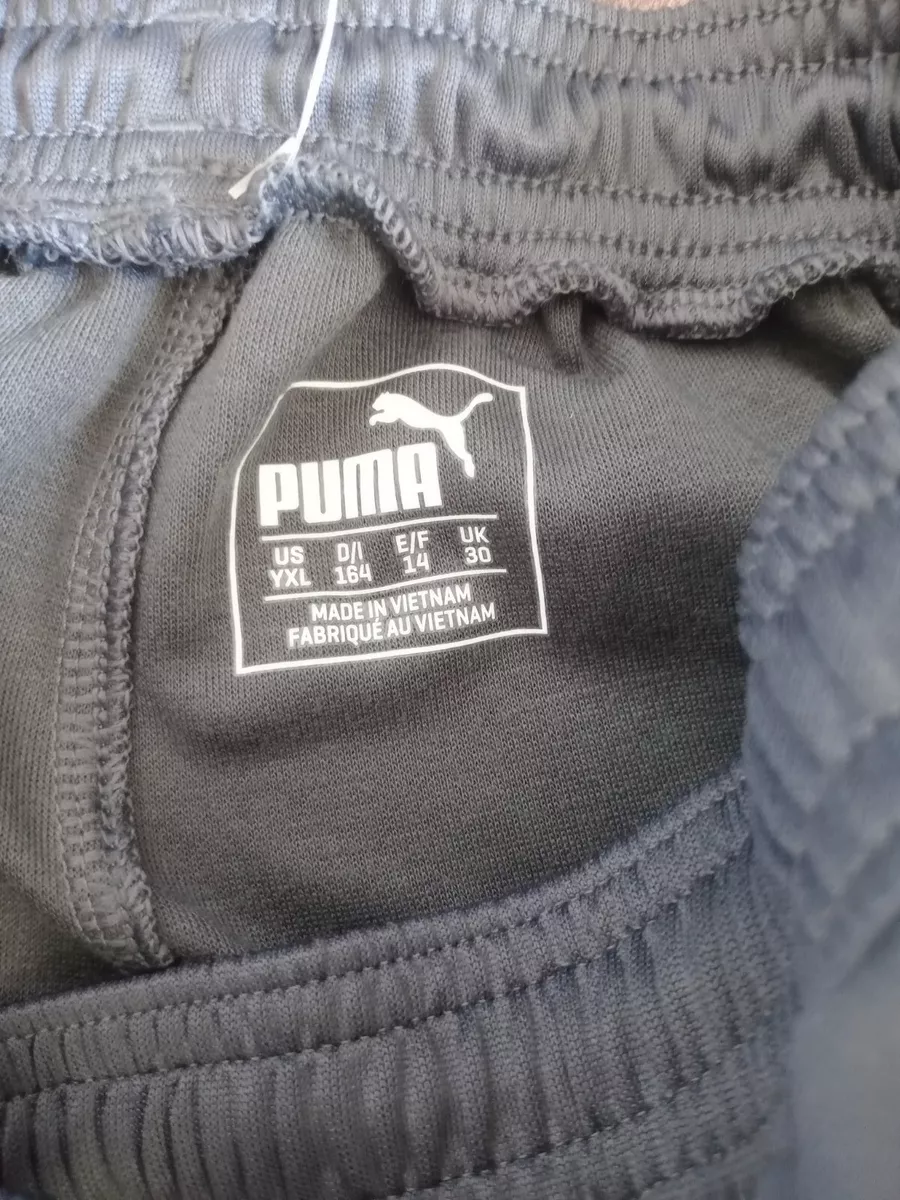 PUMA
US D/I E/F UK
YXL 164 14 30
MADE IN VIETNAM
FABRIQUÉ AU VIETNAM